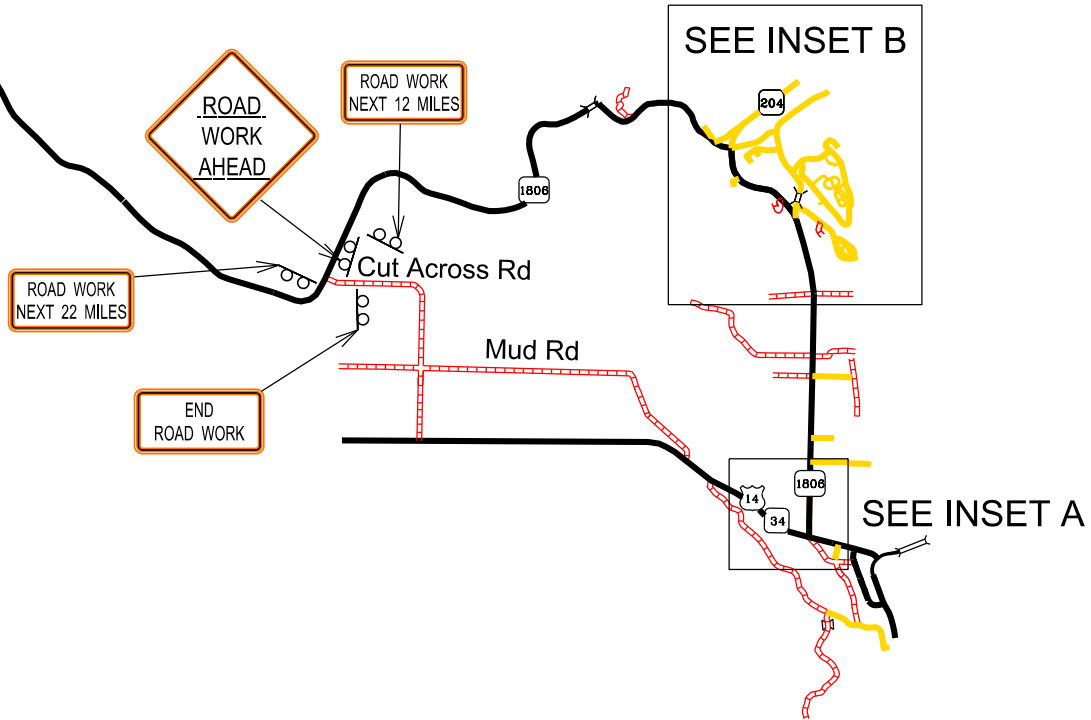 SEE INSET B
ROAD WORK
NEXT 12 MILES
ROAD
WORK
AHEAD
204
1806
Cut Across Rd
ROAD WORK
NEXT 22 MILES
Mud Rd
END
ROAD WORK
1806
14
34
SEE INSET A